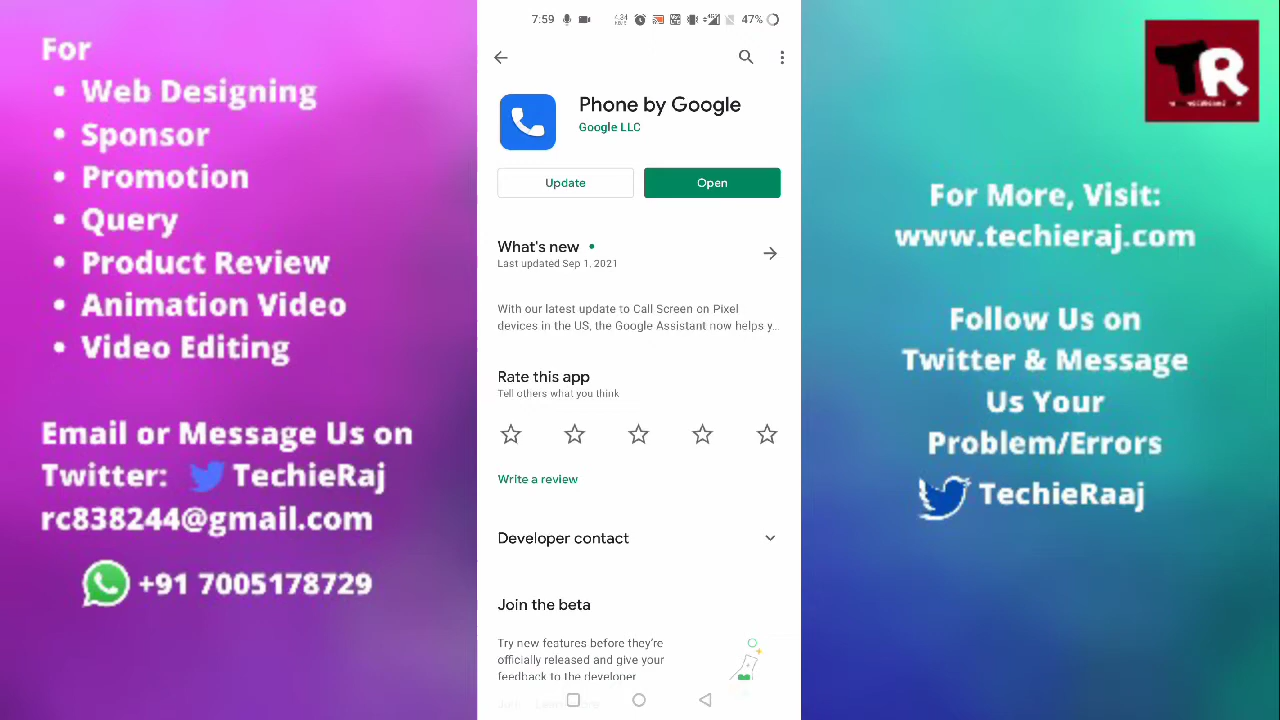 For
• Web Designing
• Sponsor
• Promotion
• Query
• Product Review
• Animation Video
• Video Editing
Email or Message Us on
Twitter: TechieRaj
rc838244@gmail.com
+91 7005178729
7:59
47%
Phone by Google
Google LLC
Update
Open
What's new •
Last updated Sep 1, 2021
With our latest update to Call Screen on Pixel
devices in the US, the Google Assistant now helps y...
Rate this app
Tell others what you think
Write a review
Developer contact
Join the beta
Try new features before they're
officially released and give your
feedback to the developer
TR
For More, Visit:
www.techieraj.com
Follow Us on
Twitter & Message
Us Your
Problem/Errors
TechieRaaj